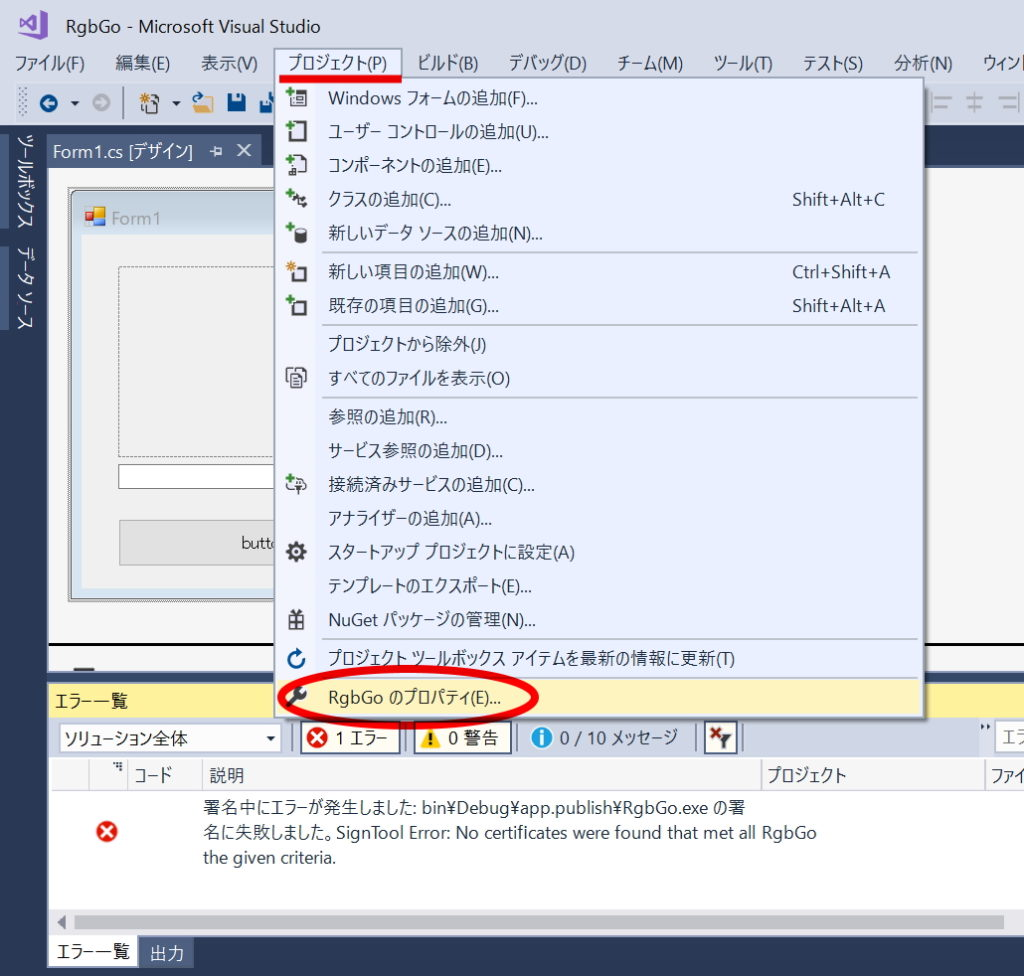 RgbGo - Microsoft Visual Studio
ファイル(F) 編集(E) 表示(V) プロジェクト(P) ビルド(B) デバッグ(D) チーム(M) ツール(T) テスト(S) 分析(N) ウィン
ツールボックス
データ ソース
Form1.cs [デザイン]
Form1
Windows フォームの追加(F)...
ユーザー コントロールの追加(U)...
コンポーネントの追加(E)...
クラスの追加(C)... Shift+Alt+C
新しいデータ ソースの追加(N)...
新しい項目の追加(W)... Ctrl+Shift+A
既存の項目の追加(G)... Shift+Alt+A
プロジェクトから除外(J)
すべてのファイルを表示(O)
参照の追加(R)...
サービス参照の追加(D)...
接続済みサービスの追加(C)...
アナライザーの追加(A)...
butto
スタートアップ プロジェクトに設定(A)
テンプレートのエクスポート(E)...
NuGet パッケージの管理(N)...
プロジェクト ツールボックス アイテムを最新の情報に更新(T)
RgbGo のプロパティ(E)...
エラー一覧
ソリューション全体 1 エラー 0 警告 0 / 10 メッセージ エラ
コード 説明 プロジェクト ファイ
署名中にエラーが発生しました: bin¥Debug¥app.publish¥RgbGo.exe の署
名に失敗しました。SignTool Error: No certificates were found that met all RgbGo
the given criteria.
エラー一覧 出力